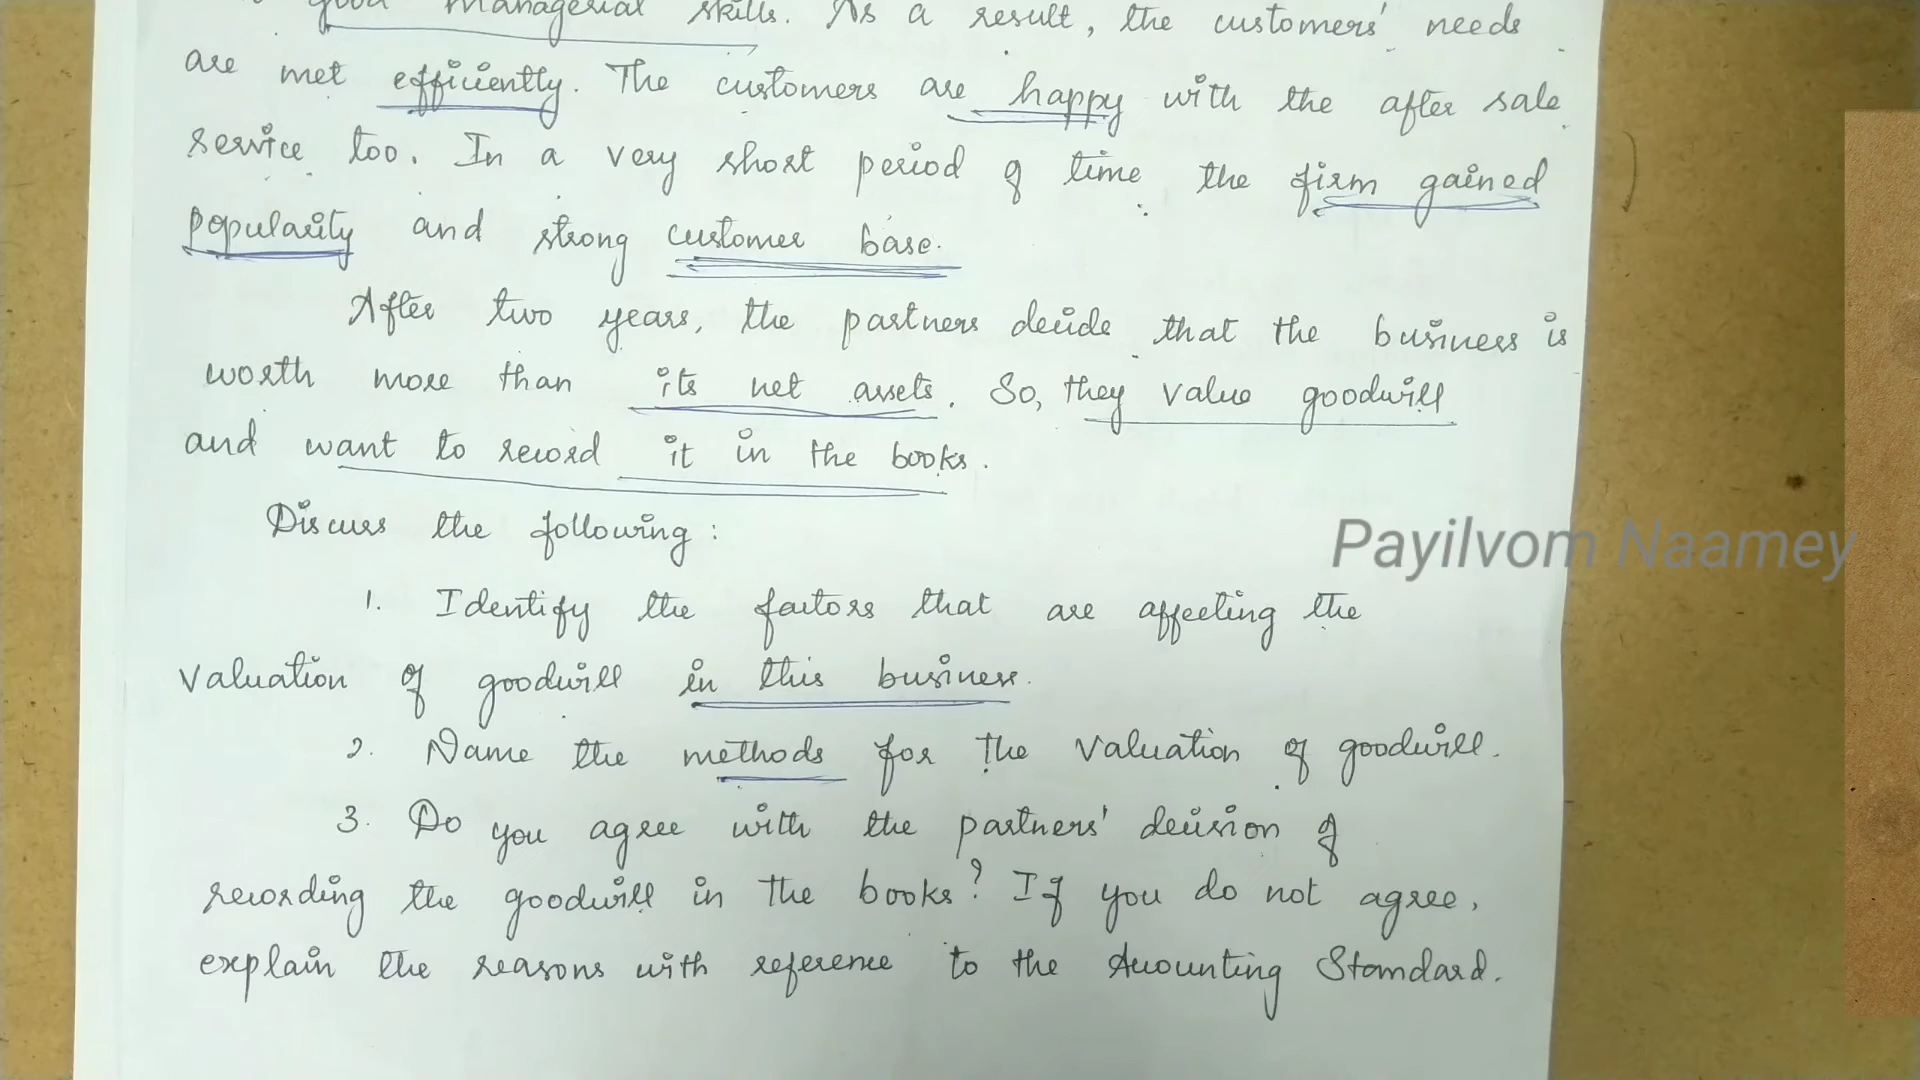 good managerial skills. As a result, the customers' needs
are met efficiently. The customers are happy with the after sale
service too. In a very short period of time the firm gained
popularity and strong customer base.
After two years, the partners decide that the business is
worth more than its net assets. So, they value goodwill
and want to record it in the books.
Discuss the following:
Payilvom Naamey
1. Identify the factors that are affecting the
valuation of goodwill in this business.
2. Name the methods for the valuation of goodwill.
3. Do you agree with the partners' decision of
recording the goodwill in the books? If you do not agree,
explain the reasons with reference to the Accounting Standard.